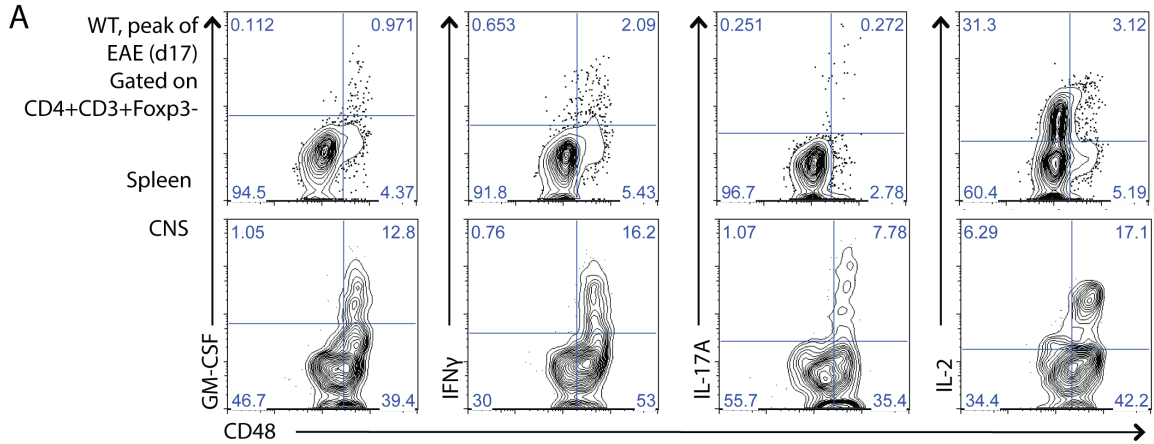 A
WT, peak of
EAE (d17)
Gated on
CD4+CD3+Foxp3-
Spleen
0.112 0.971
94.5 4.37
0.653 2.09
91.8 5.43
0.251 0.272
96.7 2.78
31.3 3.12
60.4 5.19
CNS
1.05 12.8
46.7 39.4
GM-CSF
0.76 16.2
30 53
IFNγ
1.07 7.78
55.7 35.4
IL-17A
6.29 17.1
34.4 42.2
IL-2
CD48